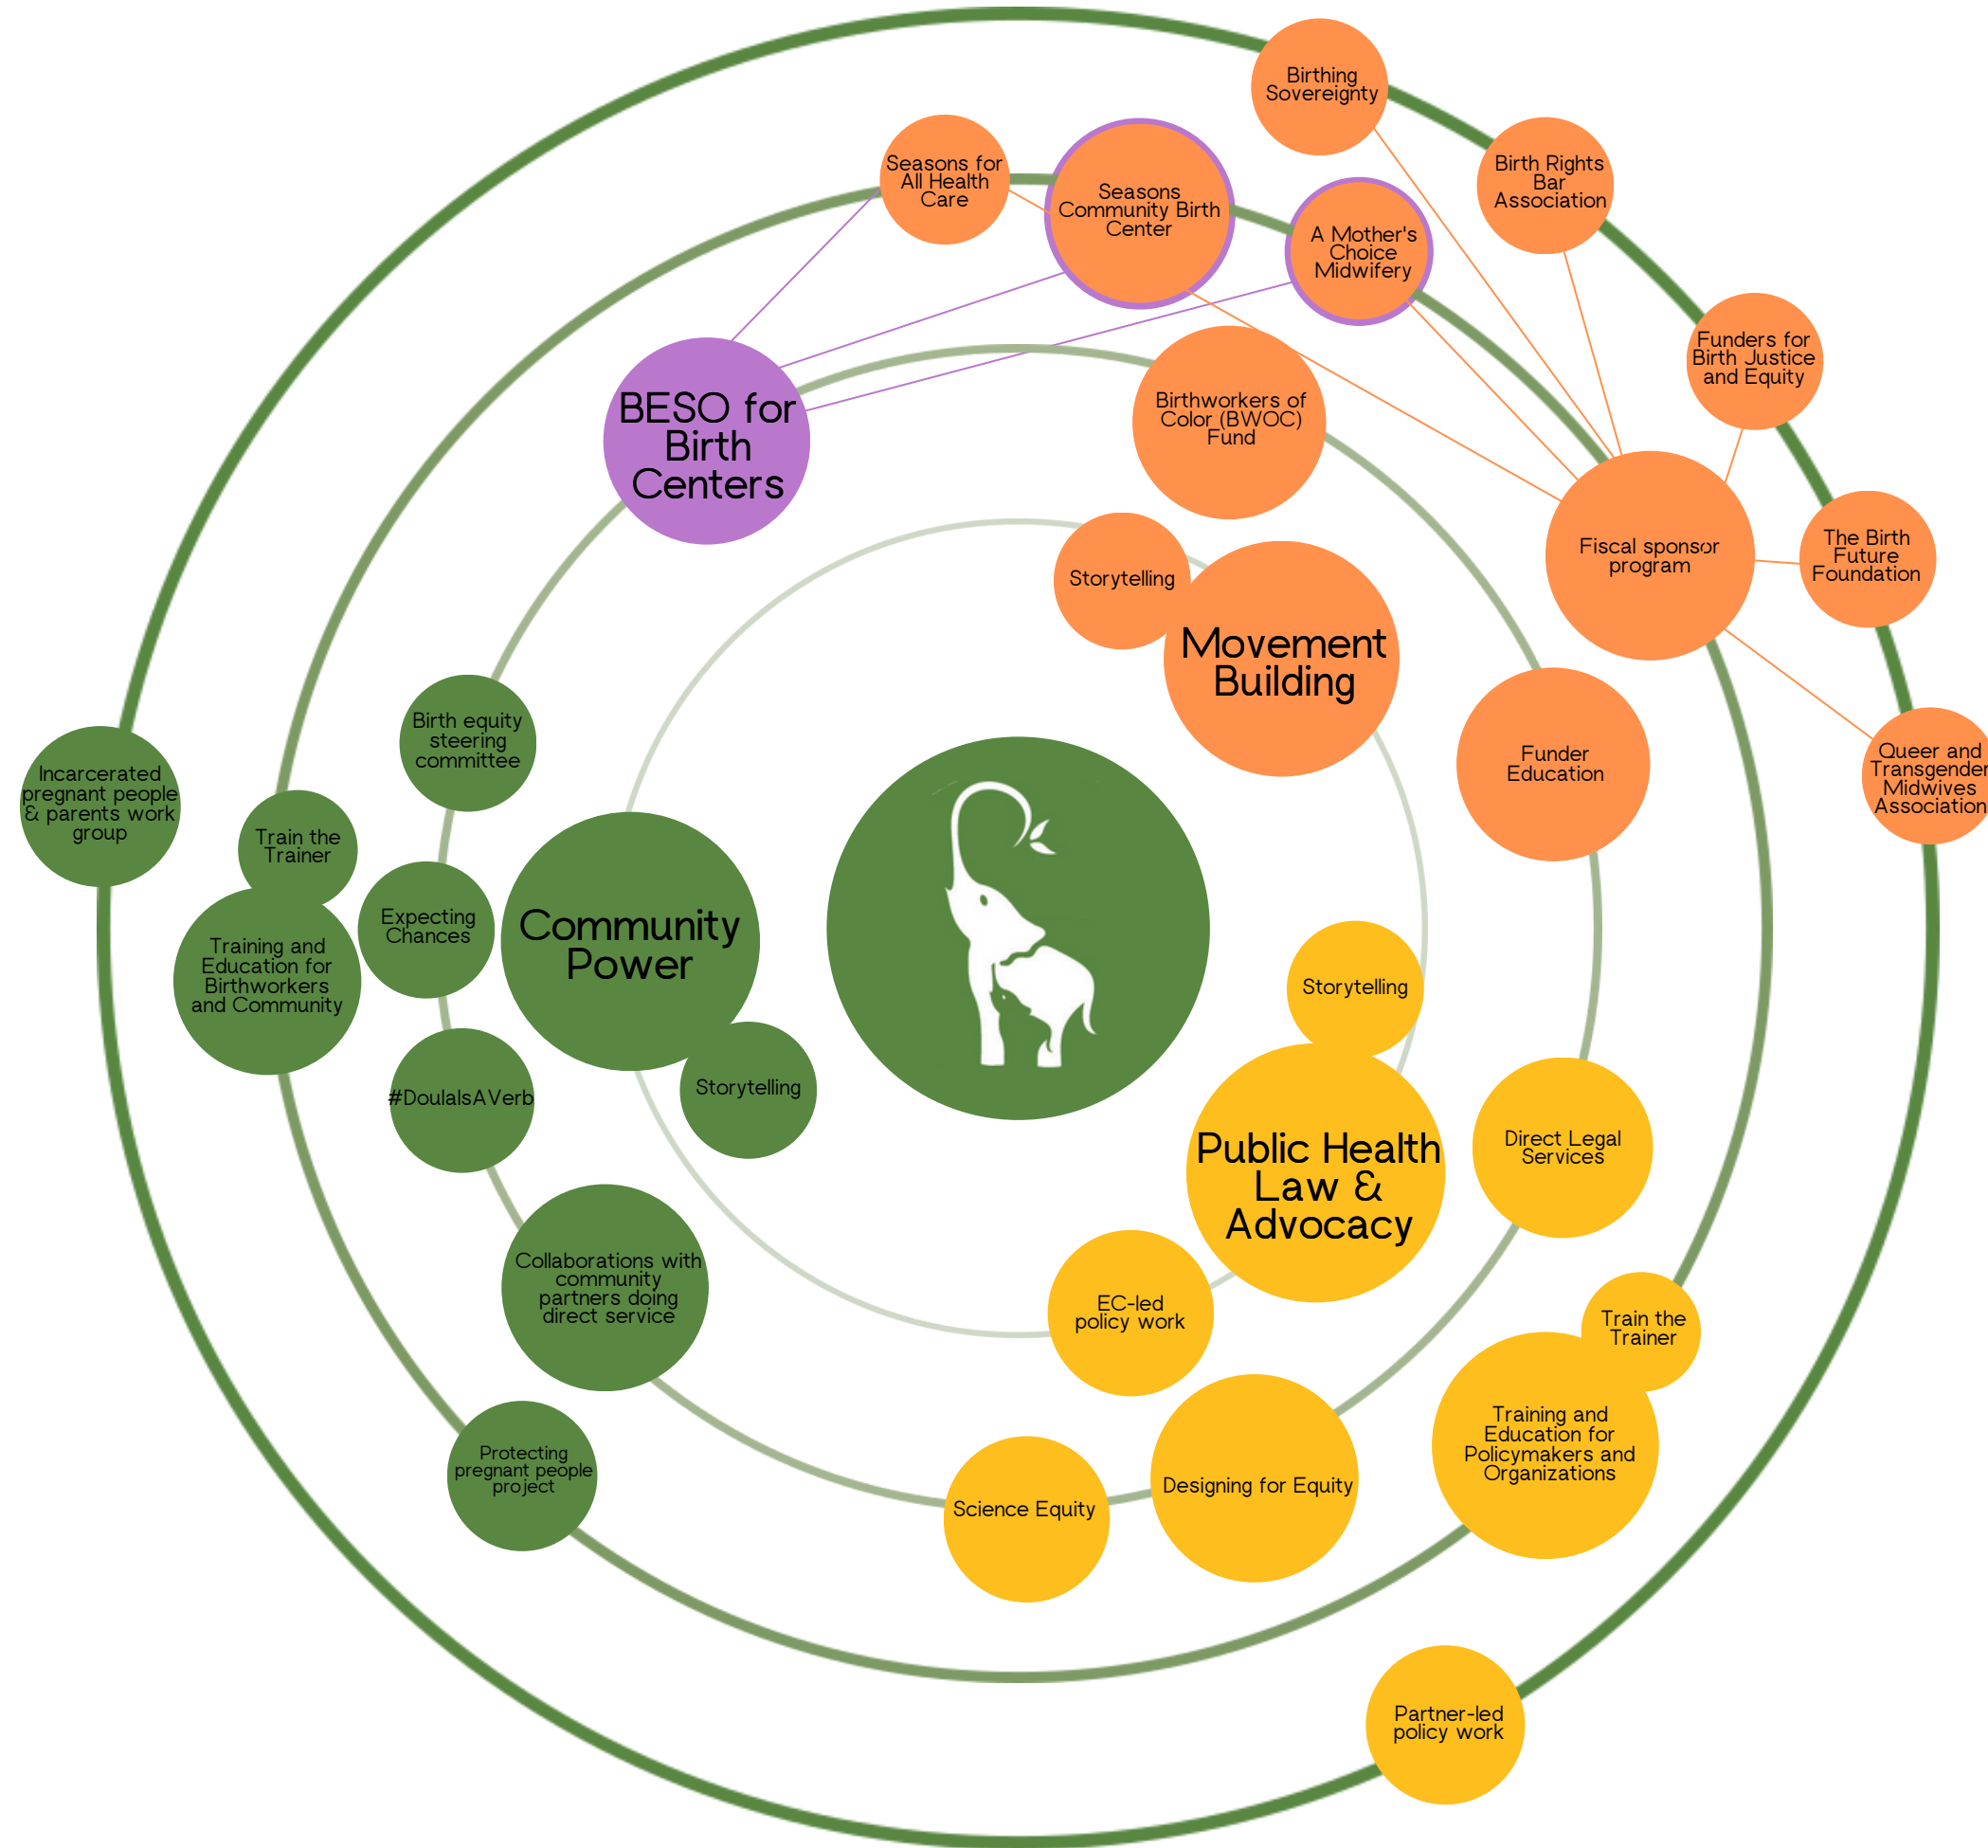 Birthing
Sovereignty
Birth Rights
Bar
Association
Seasons for
All Health
Care
Seasons
Community Birth
Center
A Mother's
Choice
Midwifery
Funders for
Birth Justice
and Equity
BESO for
Birth
Centers
Birthworkers of
Color (BWOC)
Fund
Fiscal sponsor
program
The Birth
Future
Foundation
Storytelling
Movement
Building
Funder
Education
Queer and
Transgender
Midwives
Association
Birth equity
steering
committee
Incarcerated
pregnant people
& parents work
group
Train the
Trainer
Training and
Education for
Birthworkers
and Community
Expecting
Chances
Community
Power
Storytelling
#DoulaIsAVerb
Storytelling
Public Health
Law &
Advocacy
Direct Legal
Services
Collaborations with
community
partners doing
direct service
EC-led
policy work
Train the
Trainer
Training and
Education for
Policymakers and
Organizations
Protecting
pregnant people
project
Science Equity
Designing for Equity
Partner-led
policy work